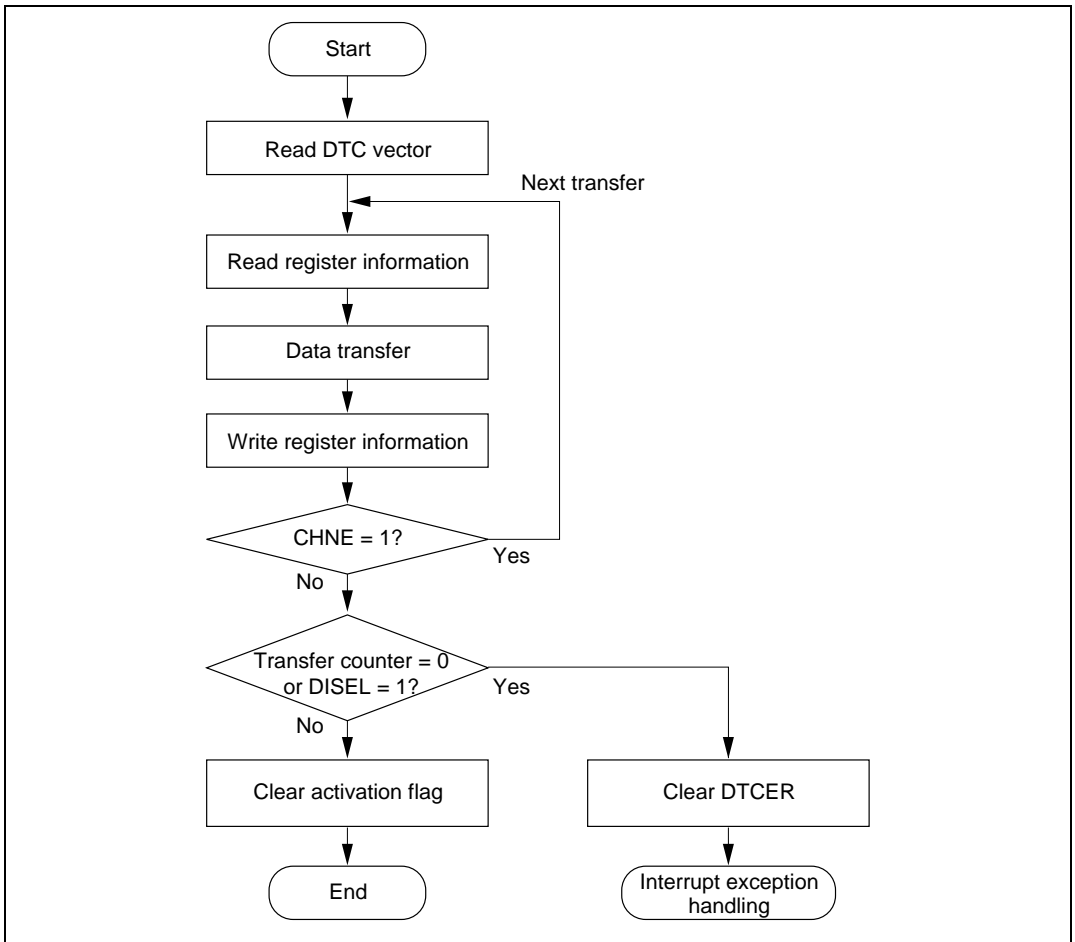 Start
Read DTC vector
Next transfer
Read register information
Data transfer
Write register information
CHNE = 1?
Yes
No
Transfer counter = 0
or DISEL = 1?
Yes
No
Clear activation flag
Clear DTCER
End
Interrupt exception
handling